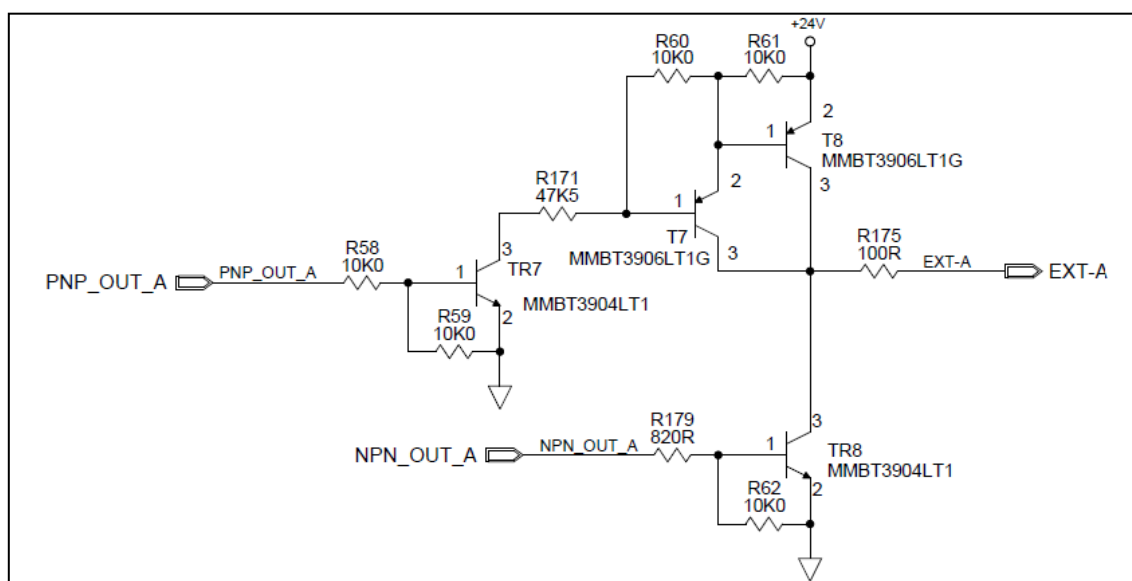 +24V
R60
10K0
R61
10K0
2
1
T8
MMBT3906LT1G
3
R171
47K5
2
1
T7
MMBT3906LT1G
3
R175
100R
EXT-A
EXT-A
PNP_OUT_A
PNP_OUT_A
R58
10K0
3
1
TR7
MMBT3904LT1
2
R59
10K0
NPN_OUT_A
NPN_OUT_A
R179
820R
3
1
TR8
MMBT3904LT1
2
R62
10K0